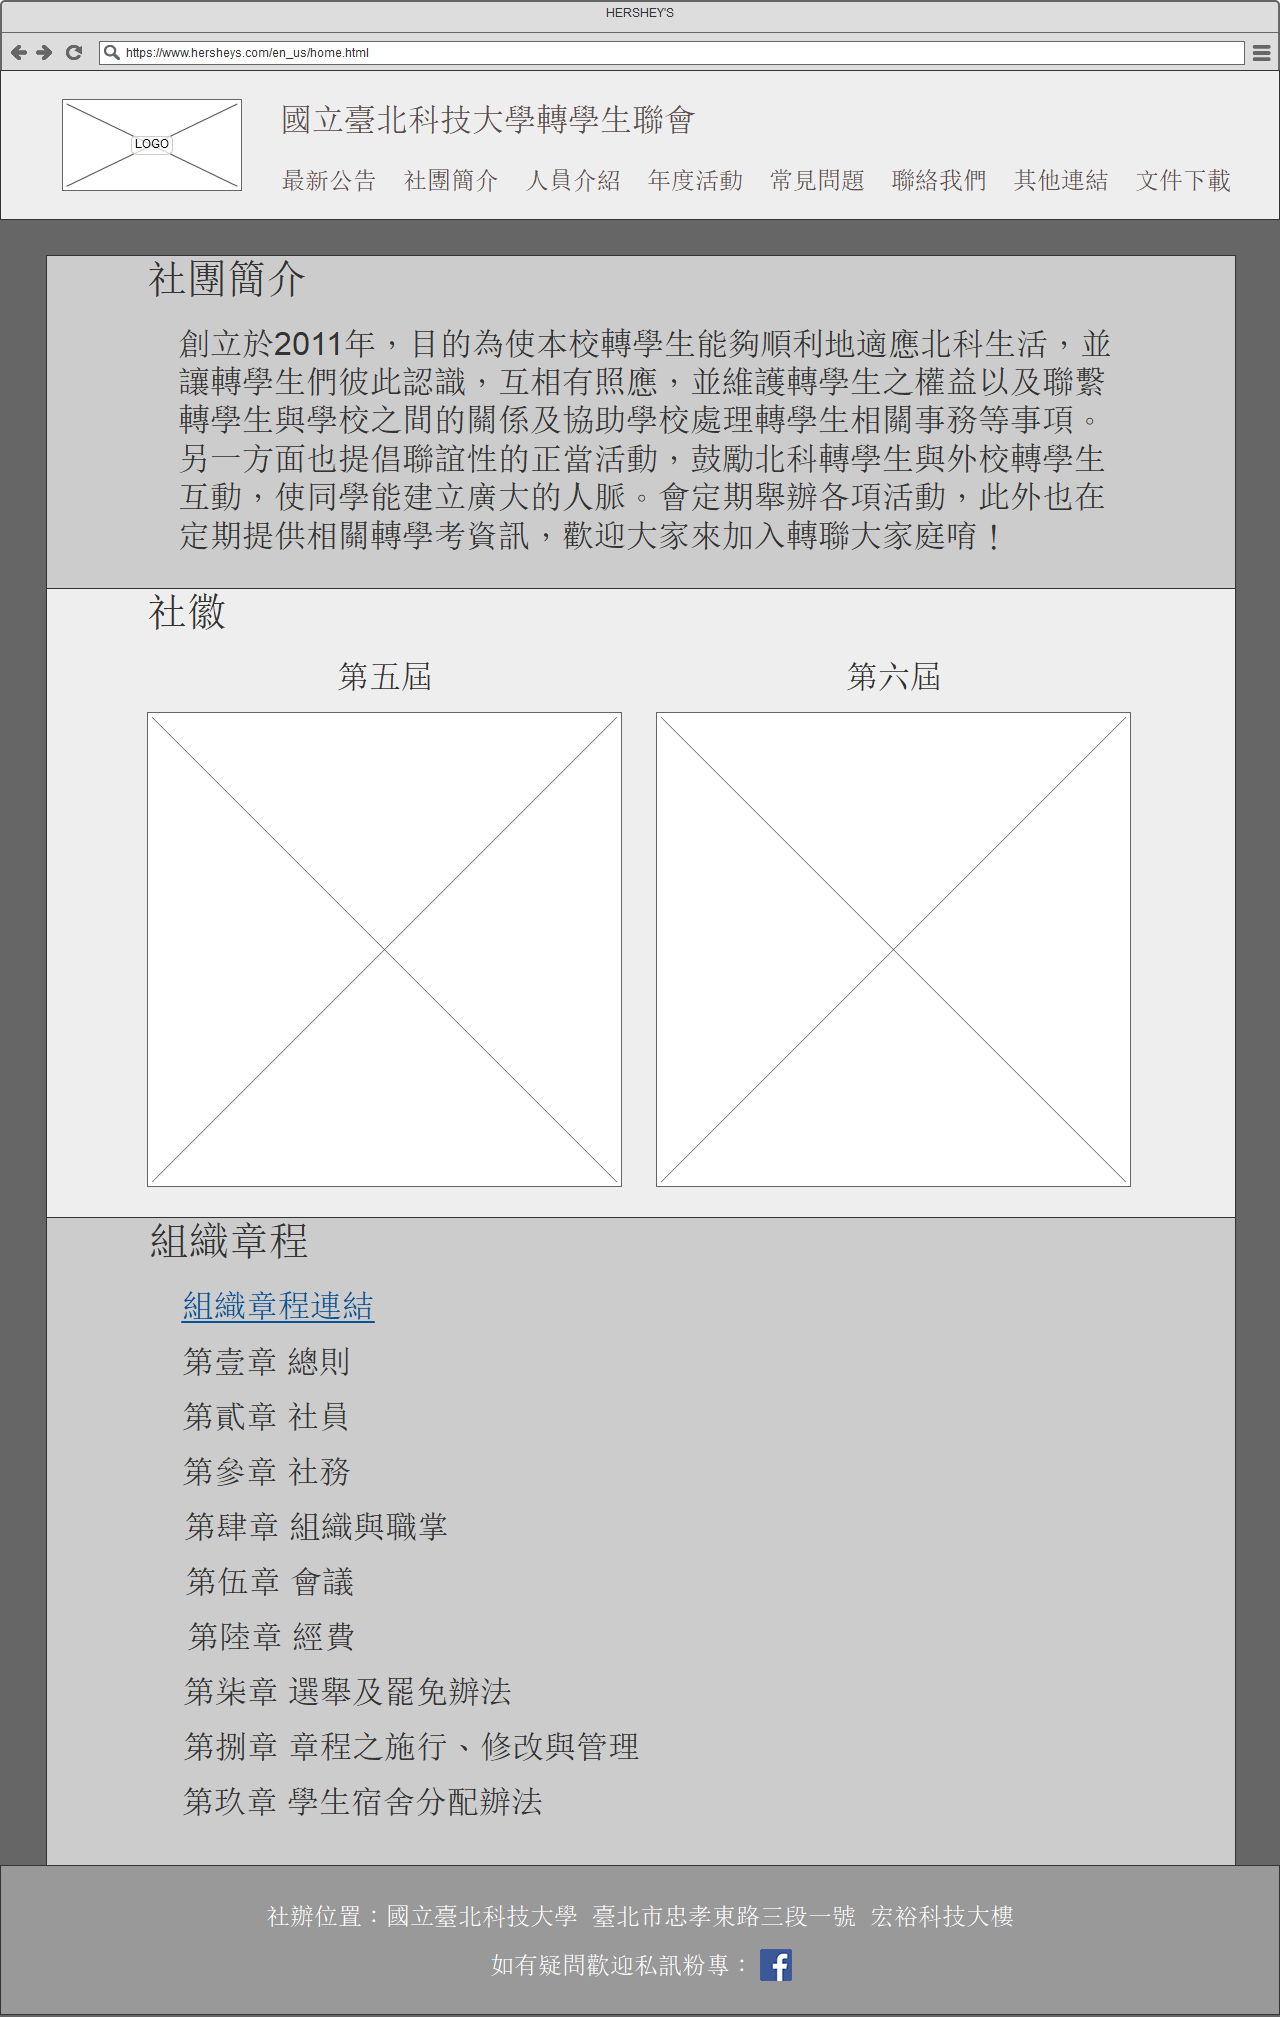 HERSHEY'S
https://www.hersheys.com/en_us/home.html
LOGO
國立臺北科技大學轉學生聯會
最新公告 社團簡介 人員介紹 年度活動 常見問題 聯絡我們 其他連結 文件下載
社團簡介
創立於2011年，目的為使本校轉學生能夠順利地適應北科生活，並
讓轉學生們彼此認識，互相有照應，並維護轉學生之權益以及聯繫
轉學生與學校之間的關係及協助學校處理轉學生相關事務等事項。
另一方面也提倡聯誼性的正當活動，鼓勵北科轉學生與外校轉學生
互動，使同學能建立廣大的人脈。會定期舉辦各項活動，此外也在
定期提供相關轉學考資訊，歡迎大家來加入轉聯大家庭唷！
社徽
第五屆 第六屆
組織章程
組織章程連結
第壹章 總則
第貳章 社員
第參章 社務
第肆章 組織與職掌
第伍章 會議
第陸章 經費
第柒章 選舉及罷免辦法
第捌章 章程之施行、修改與管理
第玖章 學生宿舍分配辦法
社辦位置：國立臺北科技大學 臺北市忠孝東路三段一號 宏裕科技大樓
如有疑問歡迎私訊粉專：